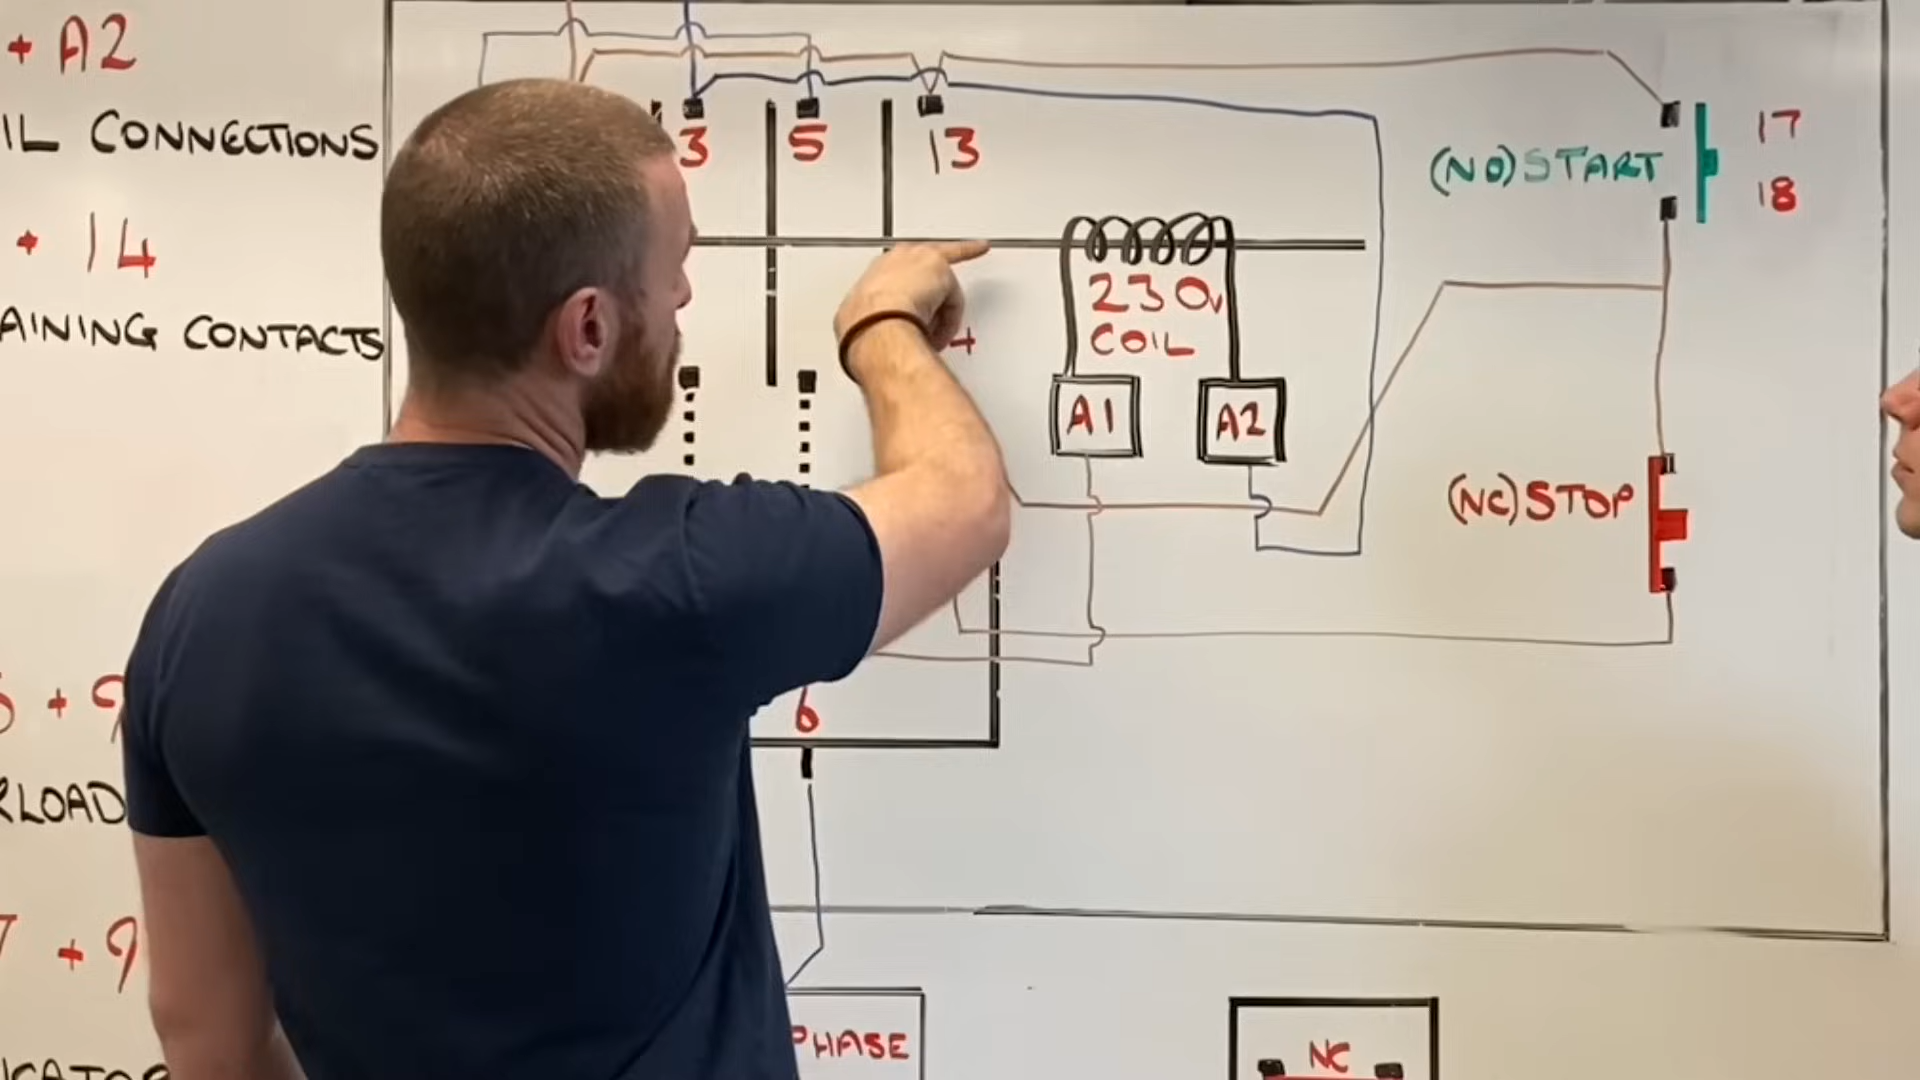 + A2
IL CONNECTIONS
+ 14
AINING CONTACTS
+ 9
RLOAD
7 + 9
3
5
13
230v
COIL
A1
A2
(NO) START
17
18
(NC) STOP
6
PHASE
NC